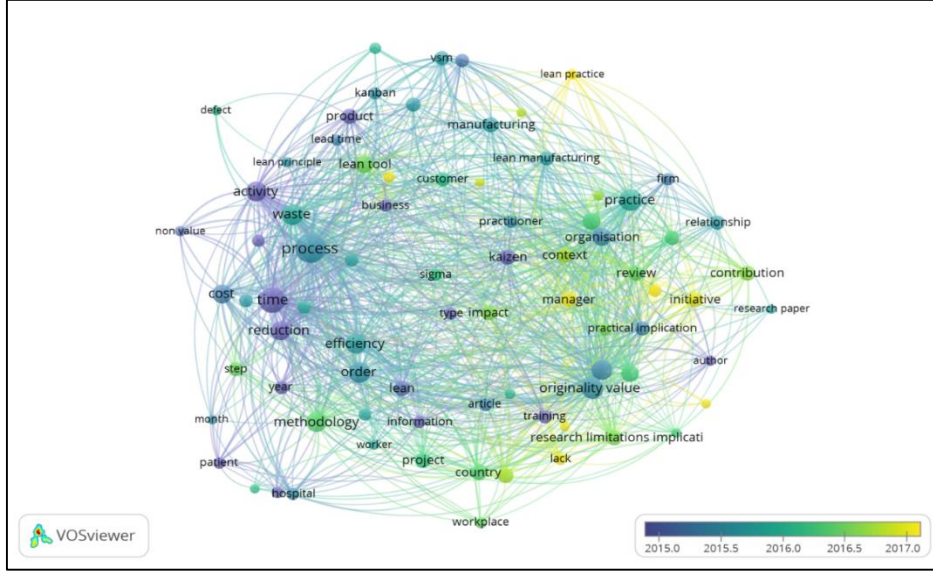 vsm
lean practice
kanban
defect
product
manufacturing
lead time
lean principle
lean tool
lean manufacturing
customer
firm
activity
practice
waste
business
practitioner
relationship
non value
organisation
process
kaizen
context
sigma
review
contribution
cost
time
manager
initiative
type
impact
research paper
reduction
practical implication
efficiency
step
order
author
year
lean
originality value
article
month
methodology
information
training
research limitations implicati
worker
patient
project
lack
country
hospital
workplace
VOSviewer
2015.0 2015.5 2016.0 2016.5 2017.0